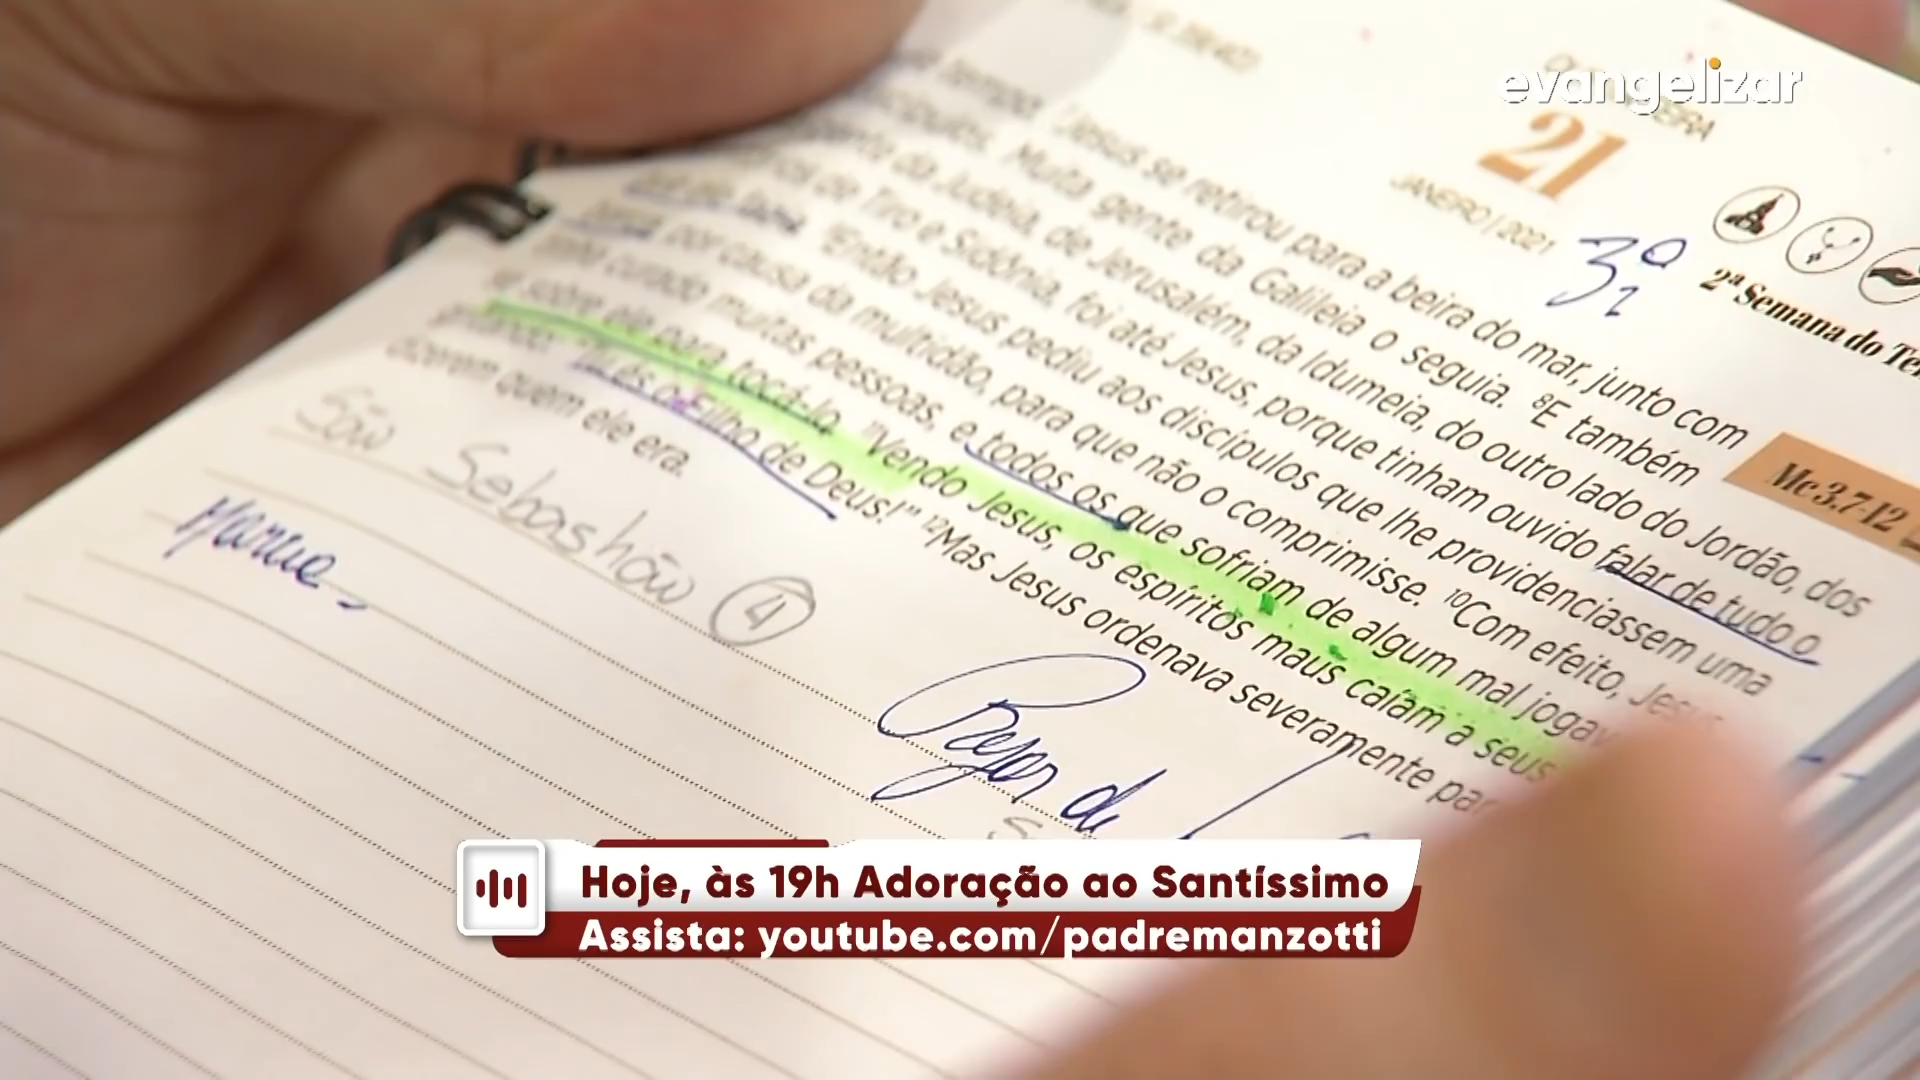 evangelizar
21
JANEIRO | 2021
3º
2ª Semana do Te
Mc 3,7-12
Jesus se retirou para a beira do mar, junto com
Muita gente da Galileia o seguia. ⁸E também
da Judeia, de Jerusalém, da Idumeia, do outro lado do Jordão, dos
de Tiro e Sidônia, foi até Jesus, porque tinham ouvido falar de tudo o
"Então Jesus pediu aos discípulos que lhe providenciassem uma
por causa da multidão, para que não o comprimisse. ¹⁰Com efeito, Jesus
curado muitas pessoas, e todos os que sofriam de algum mal jogav
sobre ele para tocá-lo. ¹¹Vendo Jesus, os espíritos maus caíam a seus
gritando: "Tu és o Filho de Deus!" ¹²Mas Jesus ordenava severamente par
dizerem quem ele era.
São Sebastião 4
Hoje, às 19h Adoração ao Santíssimo
Assista: youtube.com/padremanzotti